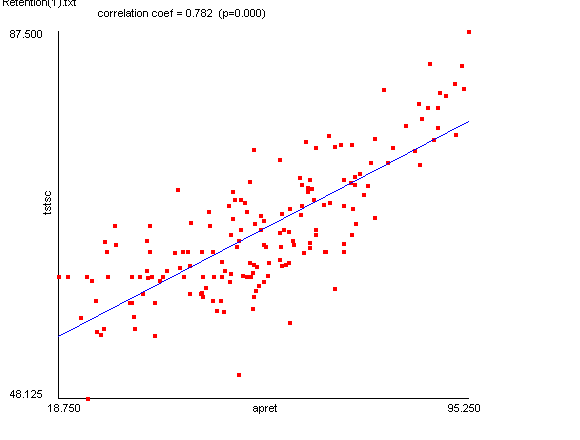 Retention(1).txt
correlation coef = 0.782 (p=0.000)
87.500
tstsc
48.125
18.750 apret 95.250